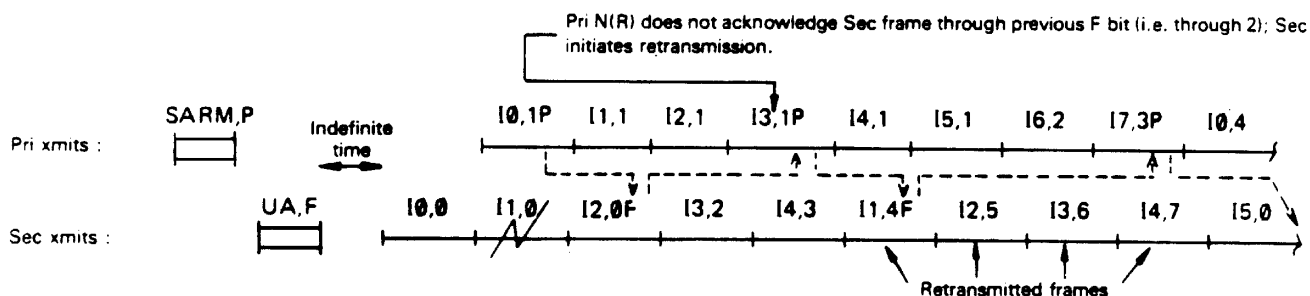 Pri N(R) does not acknowledge Sec frame through previous F bit (i.e. through 2); Sec
initiates retransmission.
SARM,P
Indefinite
time
I0,1P I1,1 I2,1 I3,1P I4,1 I5,1 I6,2 I7,3P I0,4
Pri xmits :
UA,F
I0,0 I1,0 I2,0F I3,2 I4,3 I1,4F I2,5 I3,6 I4,7 I5,0
Sec xmits :
Retransmitted frames